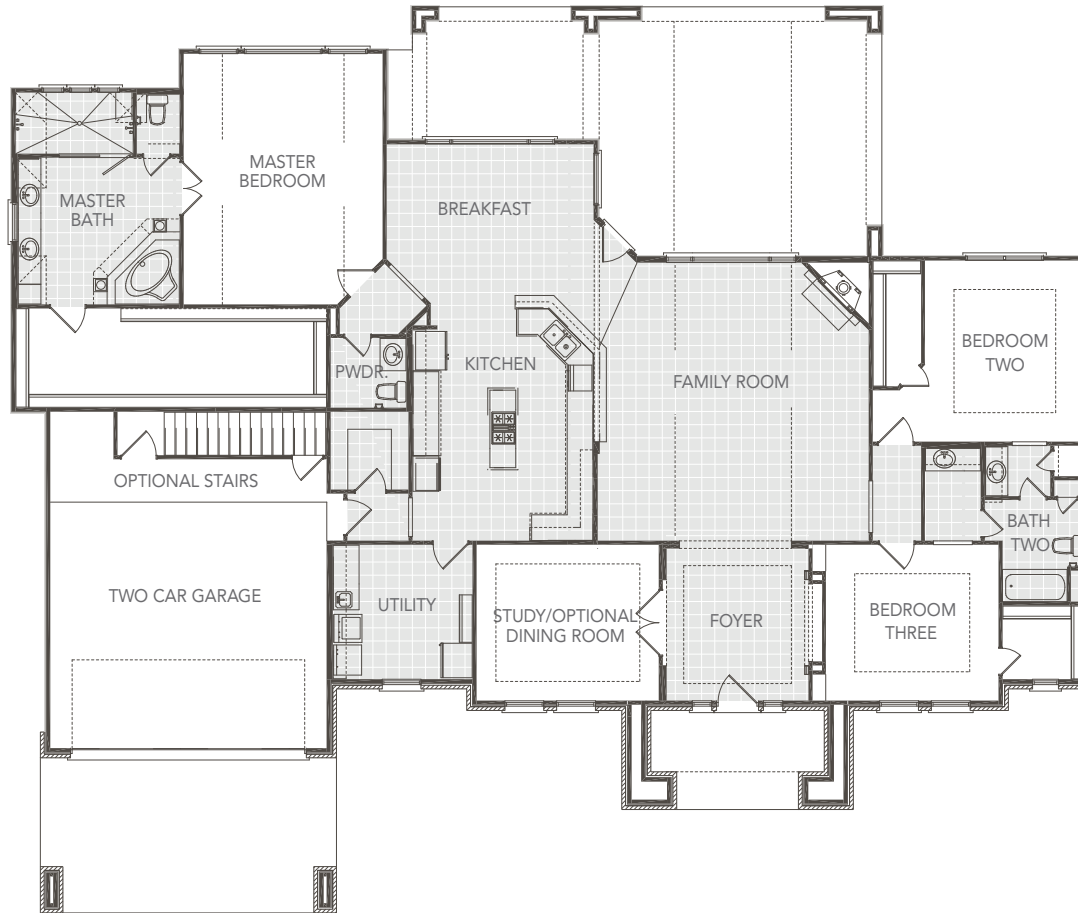 MASTER
BEDROOM
MASTER
BATH
BREAKFAST
BEDROOM
TWO
PWDR.
KITCHEN
FAMILY ROOM
OPTIONAL STAIRS
BATH
TWO
TWO CAR GARAGE
UTILITY
STUDY/OPTIONAL
DINING ROOM
FOYER
BEDROOM
THREE